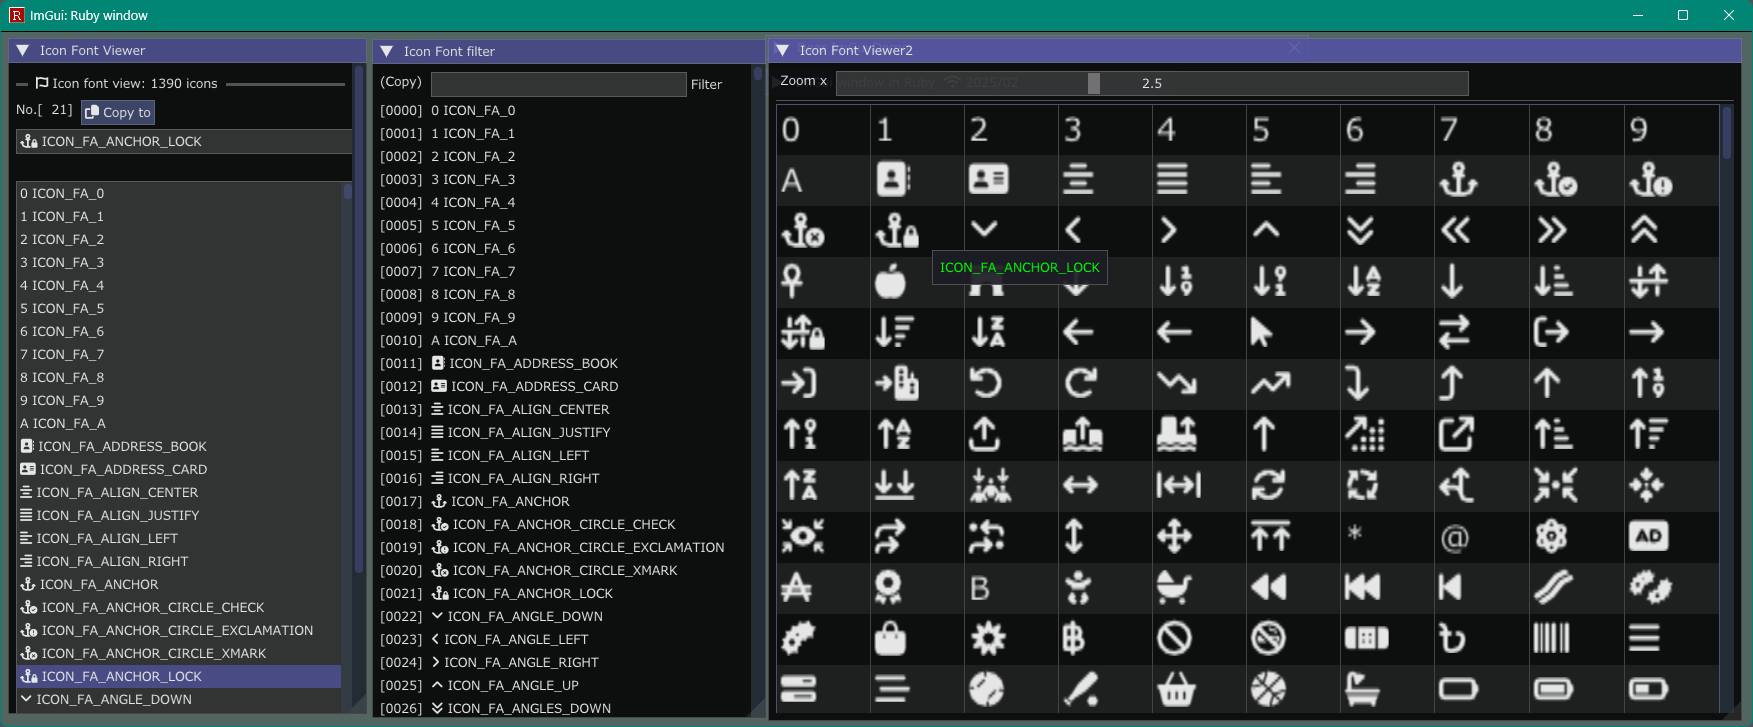 R ImGui: Ruby window
Icon Font Viewer
Icon font view: 1390 icons
No.[ 21] Copy to
ICON_FA_ANCHOR_LOCK
0 ICON_FA_0
1 ICON_FA_1
2 ICON_FA_2
3 ICON_FA_3
4 ICON_FA_4
5 ICON_FA_5
6 ICON_FA_6
7 ICON_FA_7
8 ICON_FA_8
9 ICON_FA_9
A ICON_FA_A
ICON_FA_ADDRESS_BOOK
ICON_FA_ADDRESS_CARD
ICON_FA_ALIGN_CENTER
ICON_FA_ALIGN_JUSTIFY
ICON_FA_ALIGN_LEFT
ICON_FA_ALIGN_RIGHT
ICON_FA_ANCHOR
ICON_FA_ANCHOR_CIRCLE_CHECK
ICON_FA_ANCHOR_CIRCLE_EXCLAMATION
ICON_FA_ANCHOR_CIRCLE_XMARK
ICON_FA_ANCHOR_LOCK
ICON_FA_ANGLE_DOWN
Icon Font filter
(Copy) Filter
[0000] 0 ICON_FA_0
[0001] 1 ICON_FA_1
[0002] 2 ICON_FA_2
[0003] 3 ICON_FA_3
[0004] 4 ICON_FA_4
[0005] 5 ICON_FA_5
[0006] 6 ICON_FA_6
[0007] 7 ICON_FA_7
[0008] 8 ICON_FA_8
[0009] 9 ICON_FA_9
[0010] A ICON_FA_A
[0011] ICON_FA_ADDRESS_BOOK
[0012] ICON_FA_ADDRESS_CARD
[0013] ICON_FA_ALIGN_CENTER
[0014] ICON_FA_ALIGN_JUSTIFY
[0015] ICON_FA_ALIGN_LEFT
[0016] ICON_FA_ALIGN_RIGHT
[0017] ICON_FA_ANCHOR
[0018] ICON_FA_ANCHOR_CIRCLE_CHECK
[0019] ICON_FA_ANCHOR_CIRCLE_EXCLAMATION
[0020] ICON_FA_ANCHOR_CIRCLE_XMARK
[0021] ICON_FA_ANCHOR_LOCK
[0022] ICON_FA_ANGLE_DOWN
[0023] ICON_FA_ANGLE_LEFT
[0024] ICON_FA_ANGLE_RIGHT
[0025] ICON_FA_ANGLE_UP
[0026] ICON_FA_ANGLES_DOWN
Icon Font Viewer2
Zoom x 2.5
window in Ruby 2025/02
0 1 2 3 4 5 6 7 8 9
A
ICON_FA_ANCHOR_LOCK
* @ AD
B